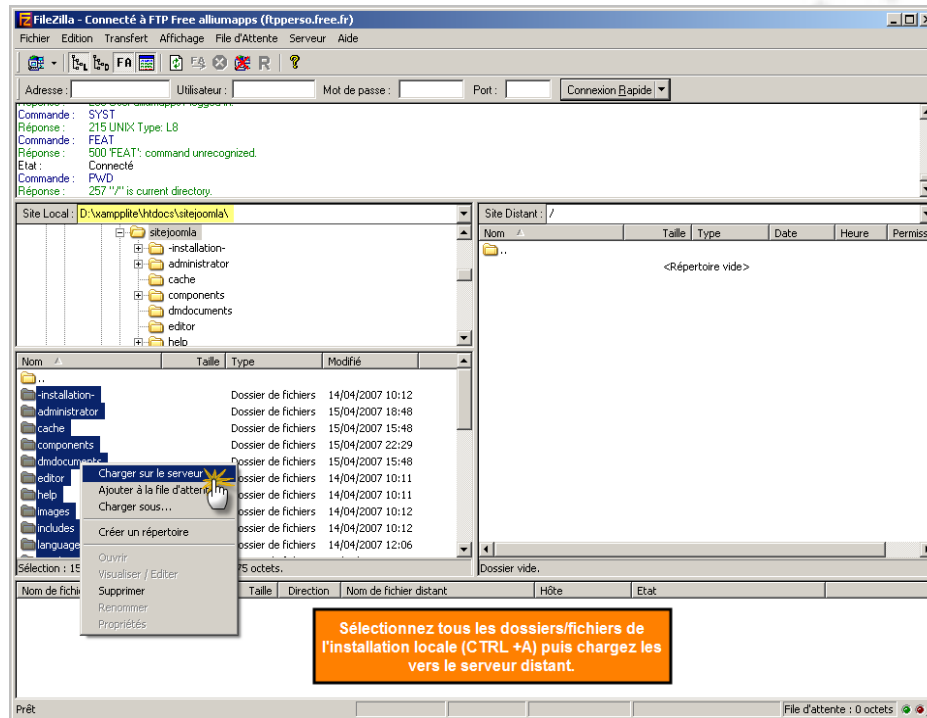 FileZilla - Connecté à FTP Free alliumapps (ftpperso.free.fr)
Fichier Edition Transfert Affichage File d'Attente Serveur Aide
Adresse : Utilisateur : Mot de passe : Port : Connexion Rapide
Commande : SYST
Réponse : 215 UNIX Type: L8
Commande : FEAT
Réponse : 500 'FEAT': command unrecognized.
Etat : Connecté
Commande : PWD
Réponse : 257 "/" is current directory.
Site Local : D:\xampplite\htdocs\sitejoomla\
sitejoomla
-installation-
administrator
cache
components
dmdocuments
editor
help
Site Distant : /
Nom Taille Type Date Heure Permiss
..
<Répertoire vide>
Dossier vide.
Nom Taille Type Modifié
..
-installation- Dossier de fichiers 14/04/2007 10:12
administrator Dossier de fichiers 15/04/2007 18:48
cache Dossier de fichiers 15/04/2007 15:48
components Dossier de fichiers 15/04/2007 22:29
dmdocuments Dossier de fichiers 15/04/2007 15:48
editor ossier de fichiers 14/04/2007 10:11
help ossier de fichiers 14/04/2007 10:11
images ossier de fichiers 14/04/2007 10:12
includes ossier de fichiers 14/04/2007 10:12
language ossier de fichiers 14/04/2007 12:06
Sélection : 15 75 octets.
Charger sur le serveur
Ajouter à la file d'attent
Charger sous...
Créer un répertoire
Ouvrir
Visualiser / Editer
Supprimer
Renommer
Propriétés
Nom de fichi Taille Direction Nom de fichier distant Hôte Etat
Sélectionnez tous les dossiers/fichiers de
l'installation locale (CTRL +A) puis chargez les
vers le serveur distant.
Prêt
File d'attente : 0 octets